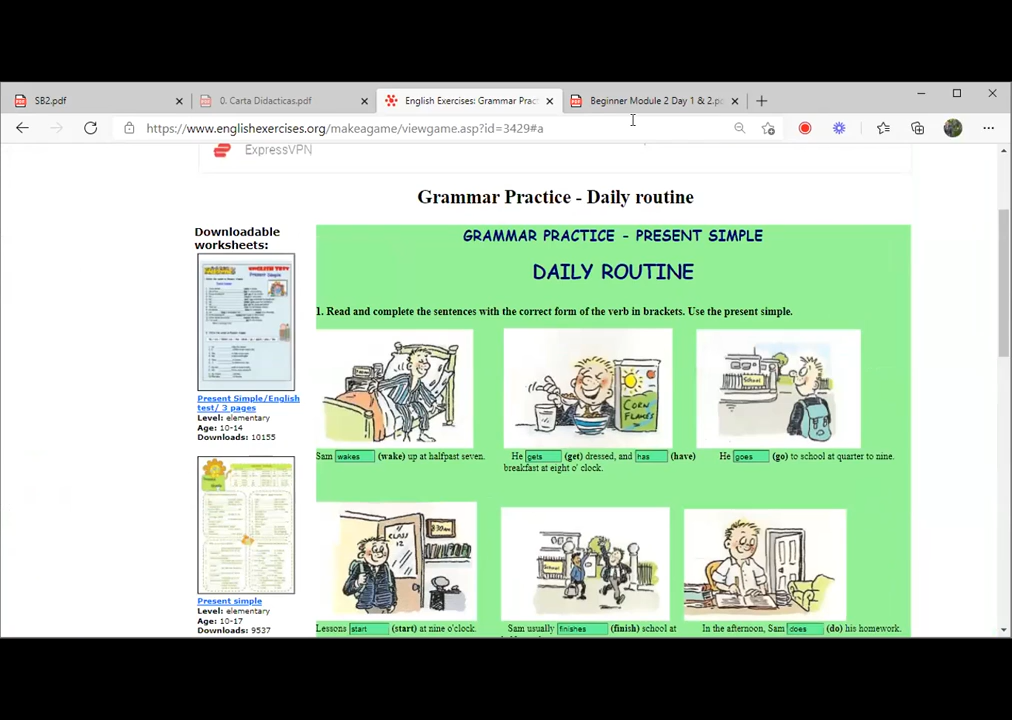 SB2.pdf
0. Carta Didacticas.pdf
English Exercises: Grammar Prac
Beginner Module 2 Day 1 & 2.p
https://www.englishexercises.org/makeagame/viewgame.asp?id=3429#a
ExpressVPN
Grammar Practice - Daily routine
Downloadable
worksheets:
GRAMMAR PRACTICE - PRESENT SIMPLE
DAILY ROUTINE
1. Read and complete the sentences with the correct form of the verb in brackets. Use the present simple.
School
CORN
FLAKES
Present Simple/English
test/ 3 pages
Level: elementary
Age: 10-14
Downloads: 10155
Sam wakes (wake) up at halfpast seven.
He gets (get) dressed, and has (have)
breakfast at eight o' clock.
He goes (go) to school at quarter to nine.
CLASS
12
School
Present simple
Level: elementary
Age: 10-17
Downloads: 9537
Lessons start (start) at nine o'clock.
Sam usually finishes (finish) school at
In the afternoon, Sam does (do) his homework.